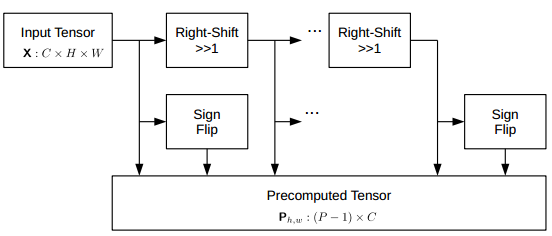 Input Tensor
X : C × H × W
Right-Shift
>>1
...
Right-Shift
>>1
Sign
Flip
...
Sign
Flip
Precomputed Tensor
P_{h,w} : (P − 1) × C